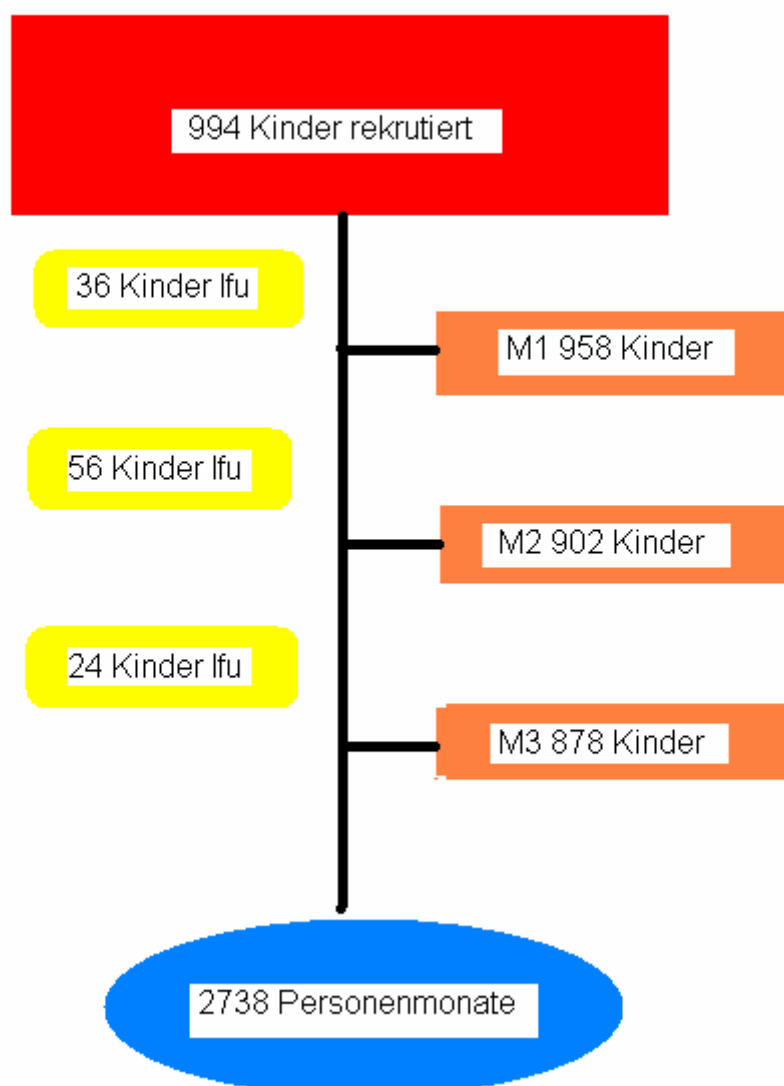 994 Kinder rekrutiert
36 Kinder lfu
M1 958 Kinder
56 Kinder lfu
M2 902 Kinder
24 Kinder lfu
M3 878 Kinder
2738 Personenmonate